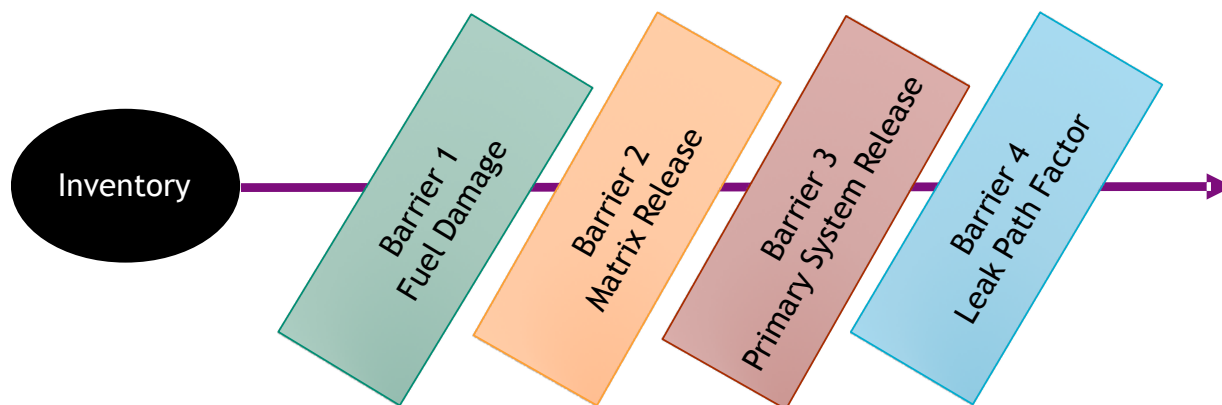 Inventory
Barrier 1
Fuel Damage
Barrier 2
Matrix Release
Barrier 3
Primary System Release
Barrier 4
Leak Path Factor